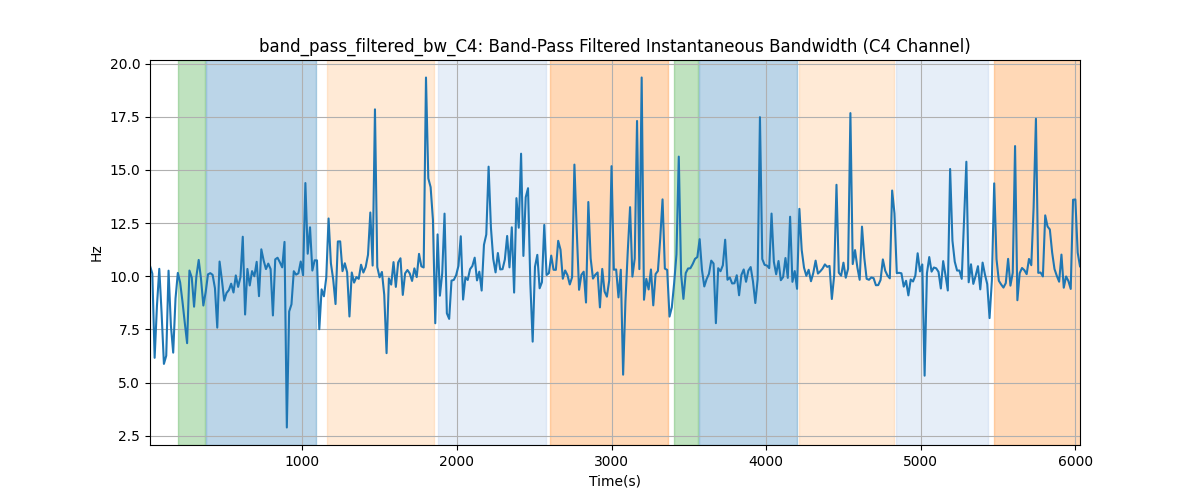 band_pass_filtered_bw_C4: Band-Pass Filtered Instantaneous Bandwidth (C4 Channel)
20.0
17.5
15.0
12.5
10.0
7.5
5.0
2.5
Hz
1000 2000 3000 4000 5000 6000
Time(s)